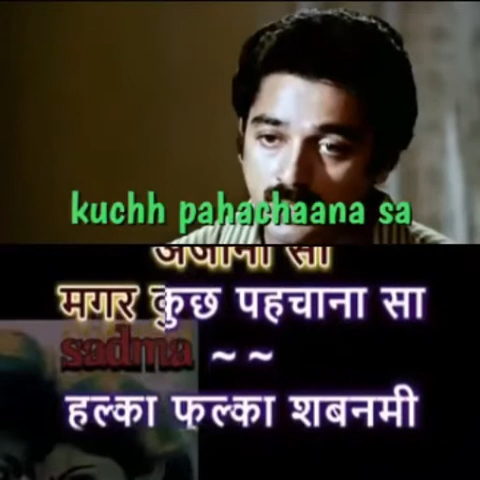 kuchh pahachaana sa
अंजाना सा
मगर कुछ पहचाना सा
sadma ~ ~
हल्का फ़ल्का शबनमी